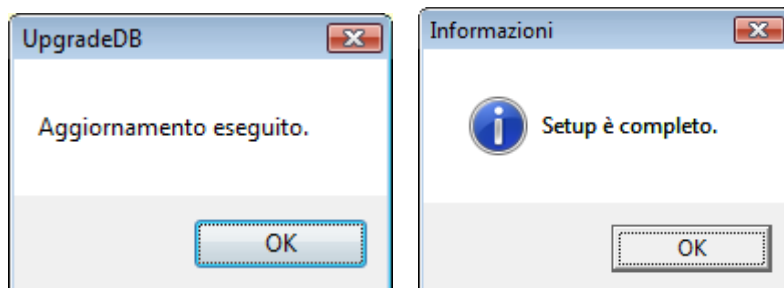 UpgradeDB
Aggiornamento eseguito.
OK
Informazioni
Setup è completo.
OK